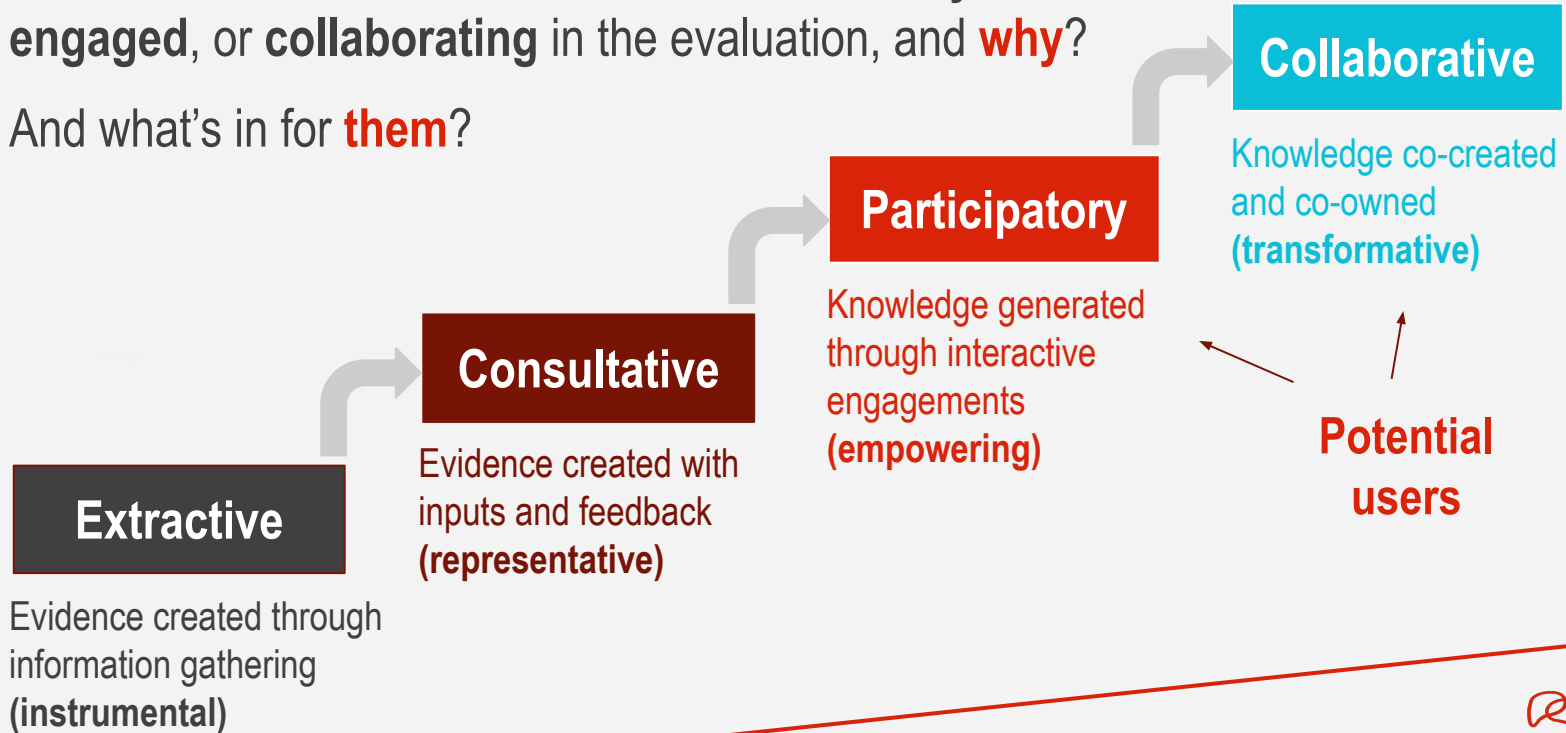 engaged, or collaborating in the evaluation, and why?
And what's in for them?
Collaborative
Knowledge co-created
and co-owned
(transformative)
Participatory
Knowledge generated
through interactive
engagements
(empowering)
Potential
users
Consultative
Evidence created with
inputs and feedback
(representative)
Extractive
Evidence created through
information gathering
(instrumental)